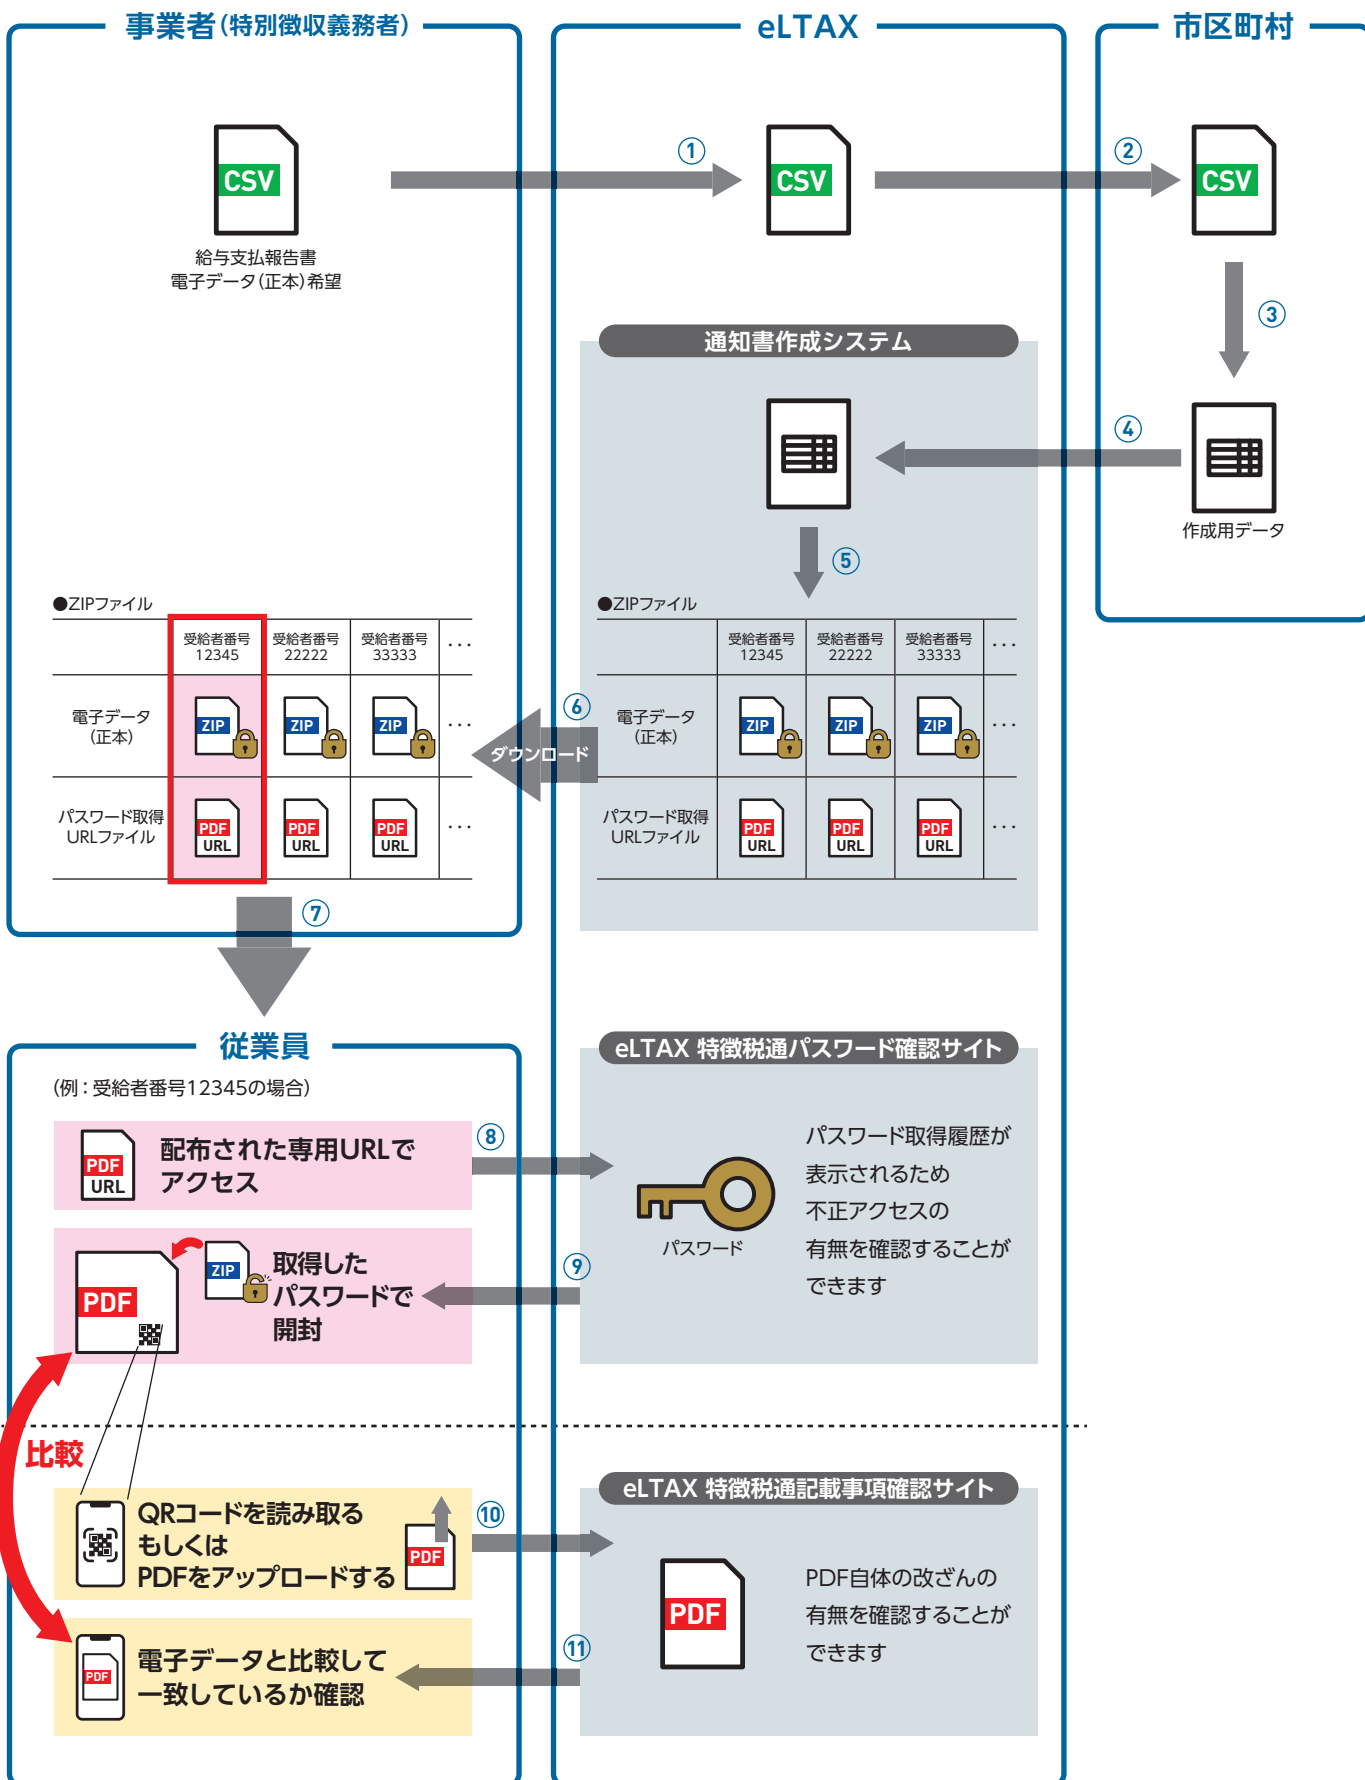 事業者(特別徴収義務者)
eLTAX
市区町村
CSV
①
CSV
②
CSV
給与支払報告書
電子データ(正本)希望
③
通知書作成システム
④
作成用データ
⑤
●ZIPファイル
受給者番号
12345
受給者番号
22222
受給者番号
33333
···
電子データ
(正本)
ZIP
ZIP
ZIP
···
パスワード取得
URLファイル
PDF
URL
PDF
URL
PDF
URL
···
⑥
ダウンロード
●ZIPファイル
受給者番号
12345
受給者番号
22222
受給者番号
33333
···
電子データ
(正本)
ZIP
ZIP
ZIP
···
パスワード取得
URLファイル
PDF
URL
PDF
URL
PDF
URL
···
⑦
従業員
(例:受給者番号12345の場合)
PDF
URL
配布された専用URLで
アクセス
⑧
eLTAX 特徴税通パスワード確認サイト
パスワード
パスワード取得履歴が
表示されるため
不正アクセスの
有無を確認することが
できます
PDF
ZIP
取得した
パスワードで
開封
⑨
比較
QRコードを読み取る
もしくは
PDFをアップロードする
PDF
⑩
eLTAX 特徴税通記載事項確認サイト
PDF
PDF自体の改ざんの
有無を確認することが
できます
PDF
電子データと比較して
一致しているか確認
⑪